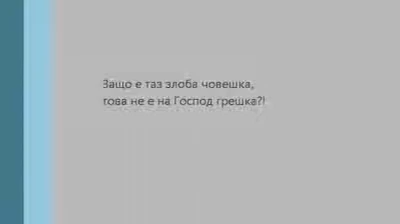 Защо е таз злоба човешка,
това не е на Господ грешка?!